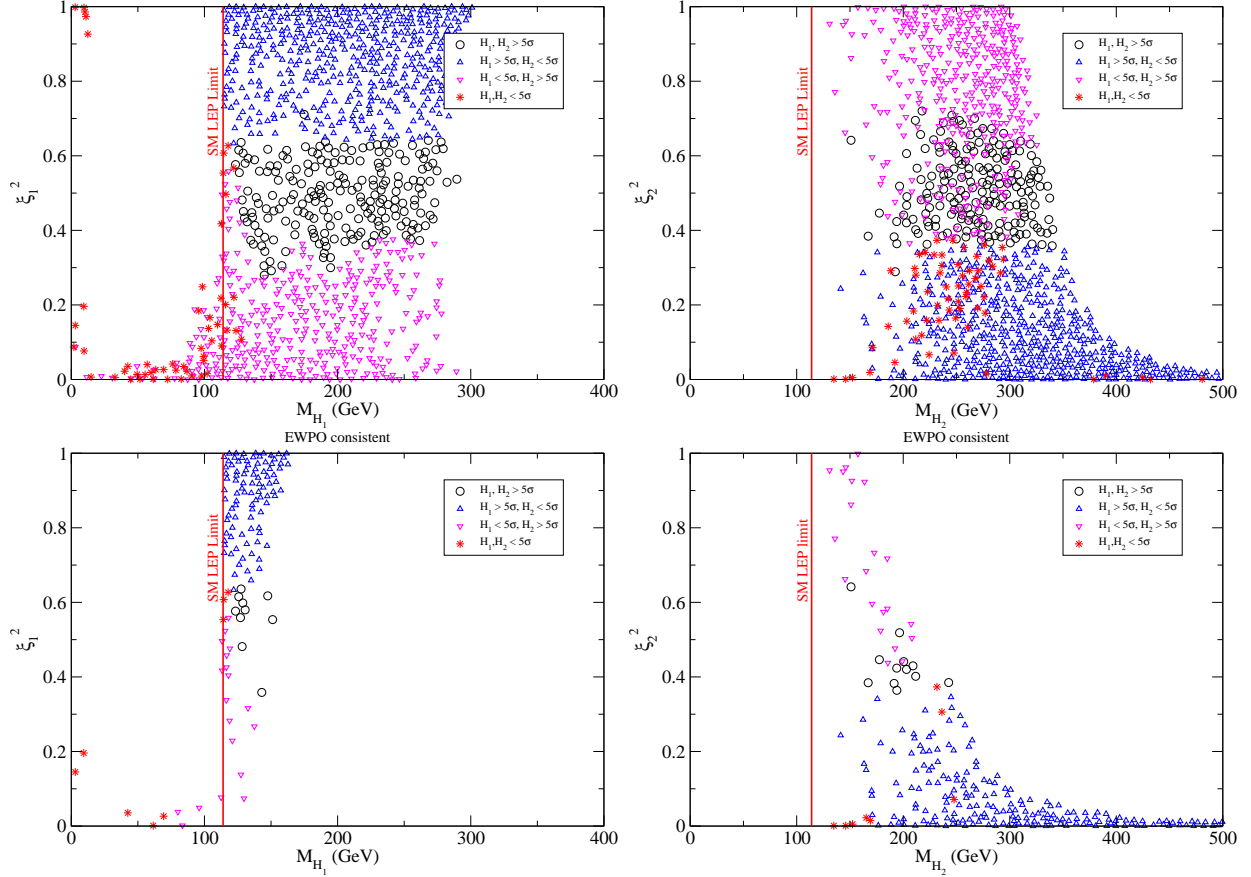 1
0.8
0.6
0.4
0.2
0
ξ₁²
SM LEP Limit
H₁, H₂ > 5σ
H₁ > 5σ, H₂ < 5σ
H₁ < 5σ, H₂ > 5σ
H₁,H₂ < 5σ
0 100 200 300 400
M_H₁ (GeV)
1
0.8
0.6
0.4
0.2
0
ξ₂²
SM LEP Limit
H₁, H₂ > 5σ
H₁ > 5σ, H₂ < 5σ
H₁ < 5σ, H₂ > 5σ
H₁,H₂ < 5σ
0 100 200 300 400 500
M_H₂ (GeV)
EWPO consistent
1
0.8
0.6
0.4
0.2
0
ξ₁²
SM LEP Limit
H₁, H₂ > 5σ
H₁ > 5σ, H₂ < 5σ
H₁ < 5σ, H₂ > 5σ
H₁,H₂ < 5σ
0 100 200 300 400
M_H₁ (GeV)
EWPO consistent
1
0.8
0.6
0.4
0.2
0
ξ₂²
SM LEP limit
H₁, H₂ > 5σ
H₁ > 5σ, H₂ < 5σ
H₁ < 5σ, H₂ > 5σ
H₁,H₂ < 5σ
0 100 200 300 400 500
M_H₂ (GeV)